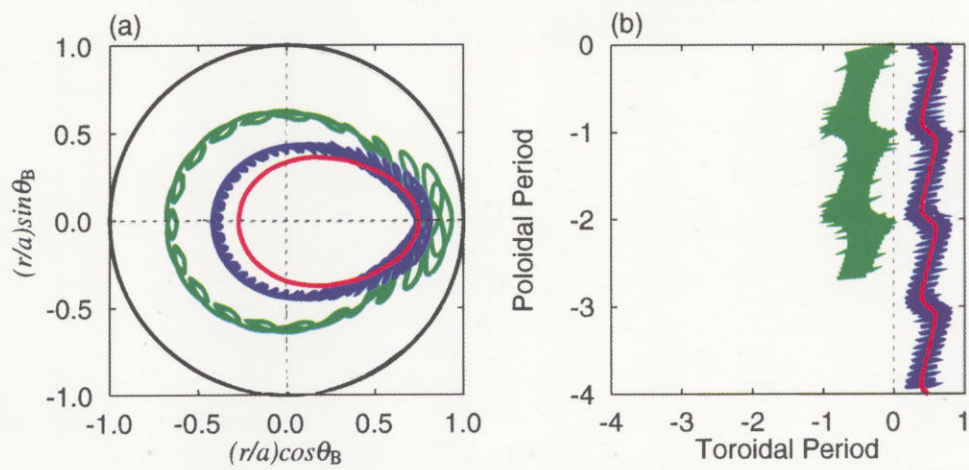 (a)
1.0
0.5
0.0
-0.5
-1.0
(r/a)sinθB
-1.0 -0.5 0.0 0.5 1.0
(r/a)cosθB
(b)
0
-1
-2
-3
-4
Poloidal Period
-4 -3 -2 -1 0 1
Toroidal Period